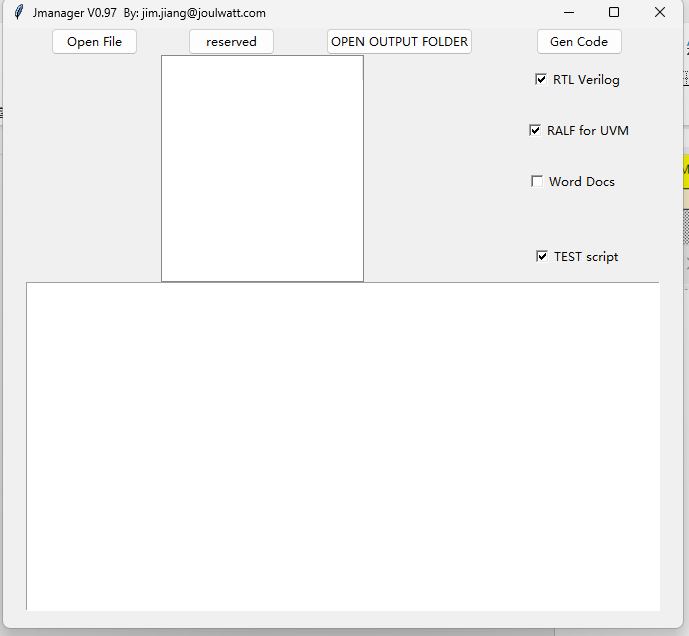 Jmanager V0.97  By: jim.jiang@joulwatt.com
Open File
reserved
OPEN OUTPUT FOLDER
Gen Code
RTL Verilog
RALF for UVM
Word Docs
TEST script